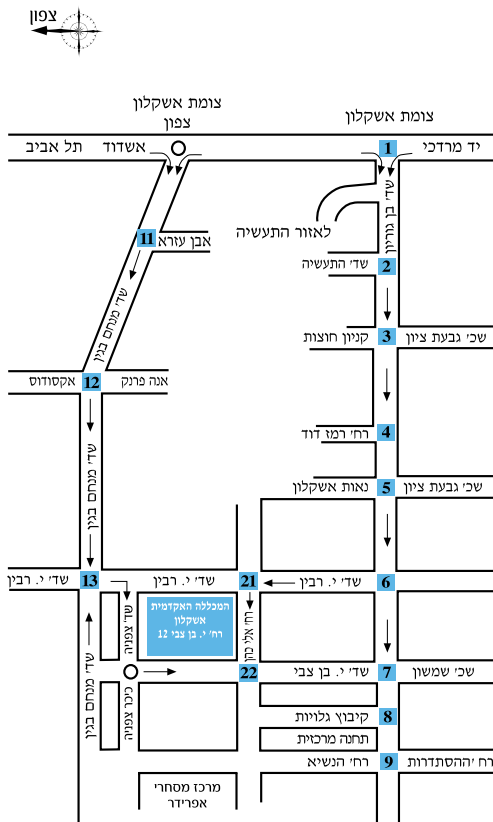 צפון
צומת אשקלון
צומת אשקלון
צפון
יד מרדכי
1
אשדוד
תל אביב
שד' בן גוריון
לאזור התעשיה
אבן עזרא
11
שד' התעשיה
2
שד' מנחם בגין
שכ' גבעת ציון
3
קניון חוצות
אנה פרנק
12
אקסודוס
4
רח' רמז דוד
שד' מנחם בגין
שכ' גבעת ציון
5
נאות אשקלון
6
שד' י. רבין
21
שד' י. רבין
13
שד' י. רבין
המכללה האקדמית
אשקלון
רח' י. בן צבי 12
רח' אלי כהן
שד' אפניה
שד' מנחם בגין
שכ' שמשון
7
שד' י. בן צבי
22
כיכר אפניה
8
קיבוץ גלויות
תחנה מרכזית
רח' ההסתדרות
9
רח' הנשיא
מרכז מסחרי
אפרידר